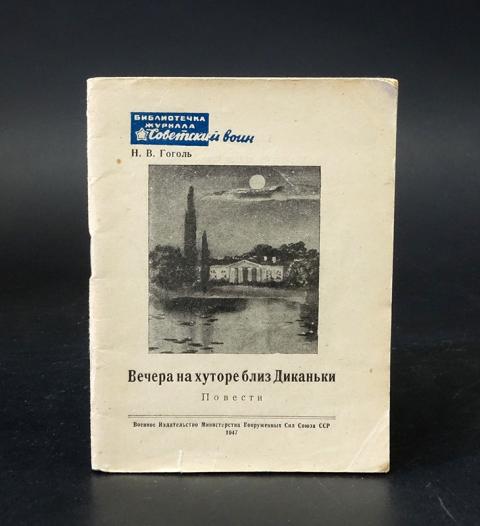 БИБЛИОТЕЧКА
ЖУРНАЛА
Советский воин
Н. В. Гоголь
Вечера на хуторе близ Диканьки
Повести
Военное Издательство Министерства Вооруженных Сил Союза ССР
1947